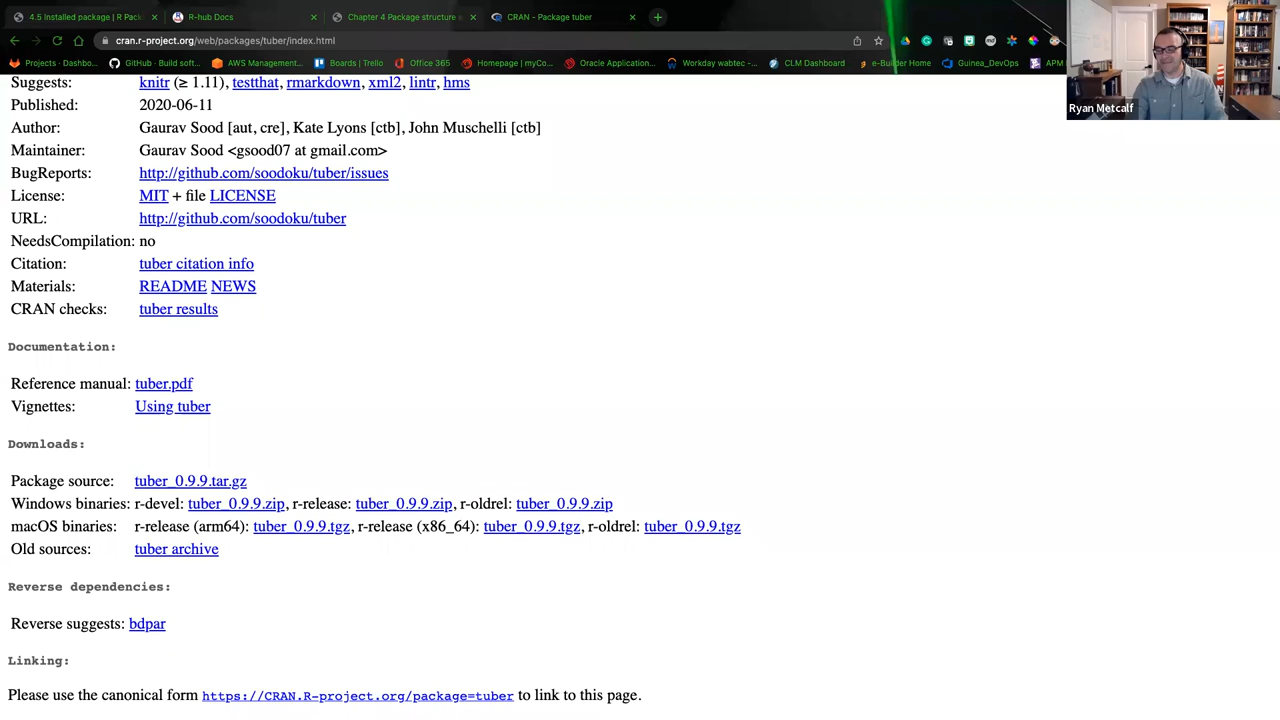 4.5 Installed package | R Pack
R-hub Docs
Chapter 4 Package structure
CRAN - Package tuber
cran.r-project.org/web/packages/tuber/index.html
Projects - Dashbo...
GitHub · Build soft...
AWS Management...
Boards | Trello
Office 365
Homepage | myCo...
Oracle Application...
Workday wabtec -...
CLM Dashboard
e-Builder Home
Guinea_DevOps
APM
Ryan Metcalf
Suggests: knitr (≥ 1.11), testthat, rmarkdown, xml2, lintr, hms
Published: 2020-06-11
Author: Gaurav Sood [aut, cre], Kate Lyons [ctb], John Muschelli [ctb]
Maintainer: Gaurav Sood <gsood07 at gmail.com>
BugReports: http://github.com/soodoku/tuber/issues
License: MIT + file LICENSE
URL: http://github.com/soodoku/tuber
NeedsCompilation: no
Citation: tuber citation info
Materials: README NEWS
CRAN checks: tuber results
Documentation:
Reference manual: tuber.pdf
Vignettes: Using tuber
Downloads:
Package source: tuber_0.9.9.tar.gz
Windows binaries: r-devel: tuber_0.9.9.zip, r-release: tuber_0.9.9.zip, r-oldrel: tuber_0.9.9.zip
macOS binaries: r-release (arm64): tuber_0.9.9.tgz, r-release (x86_64): tuber_0.9.9.tgz, r-oldrel: tuber_0.9.9.tgz
Old sources: tuber archive
Reverse dependencies:
Reverse suggests: bdpar
Linking:
Please use the canonical form https://CRAN.R-project.org/package=tuber to link to this page.